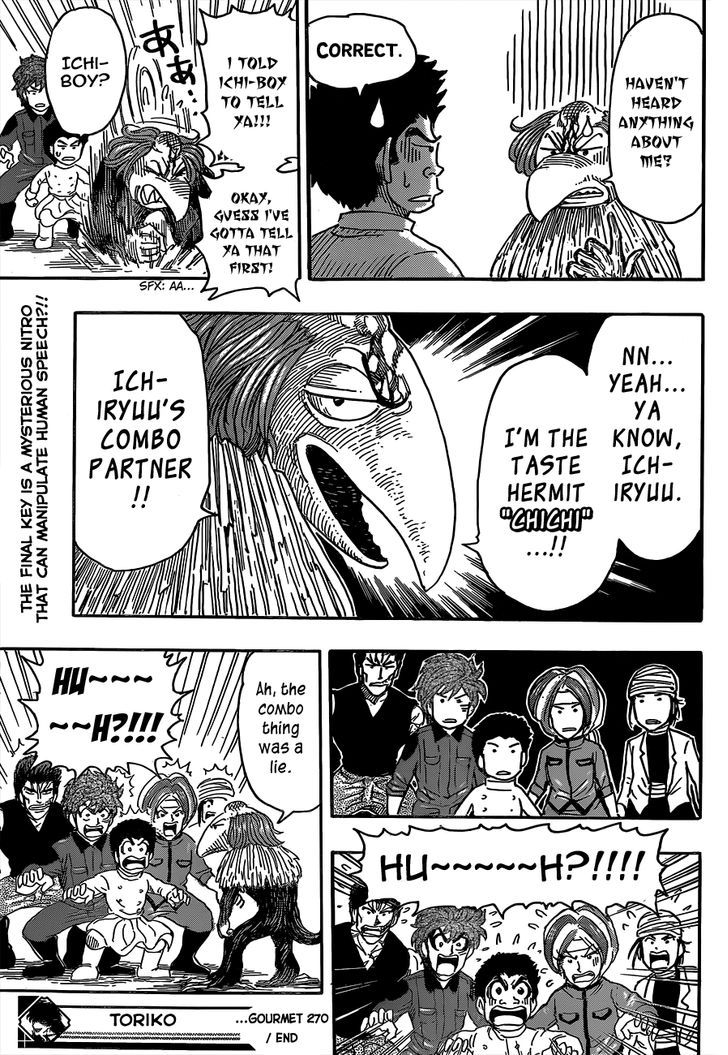 HAVEN'T
HEARD
ANYTHING
ABOUT
ME?
CORRECT.
I TOLD
ICHI-BOY
TO TELL
YA!!!
OKAY,
GUESS I'VE
GOTTA TELL
YA THAT
FIRST!
ICHI-
BOY?
ああ…
SFX: AA...
THE FINAL KEY IS A MYSTERIOUS NITRO
THAT CAN MANIPULATE HUMAN SPEECH?!!
NN...
YEAH...
YA
KNOW,
ICH-
IRYUU.
I'M THE
TASTE
HERMIT
"CHICHI"
...!!
ICH-
IRYUU'S
COMBO
PARTNER
!!
HU~~~~~H?!!!!
Ah, the
combo
thing
was a
lie.
HU~~~~
~~H?!!!
TORIKO
...GOURMET 270
/ END